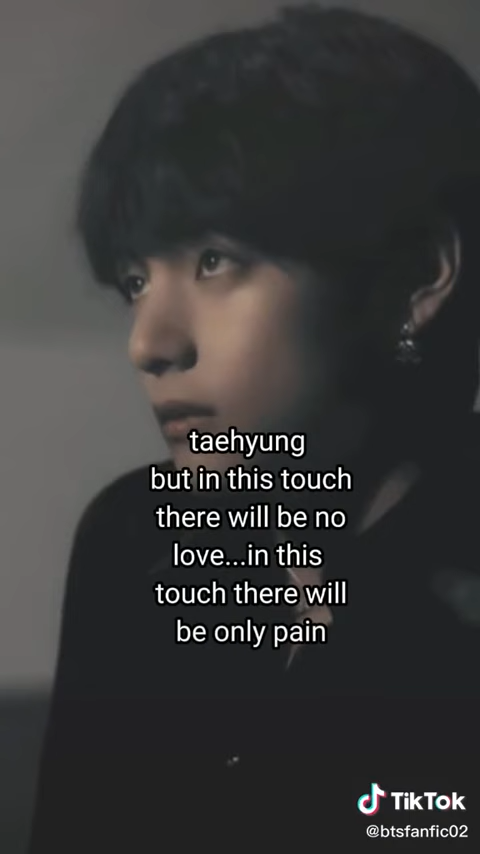 taehyung
but in this touch
there will be no
love...in this
touch there will
be only pain
TikTok
@btsfanfic02